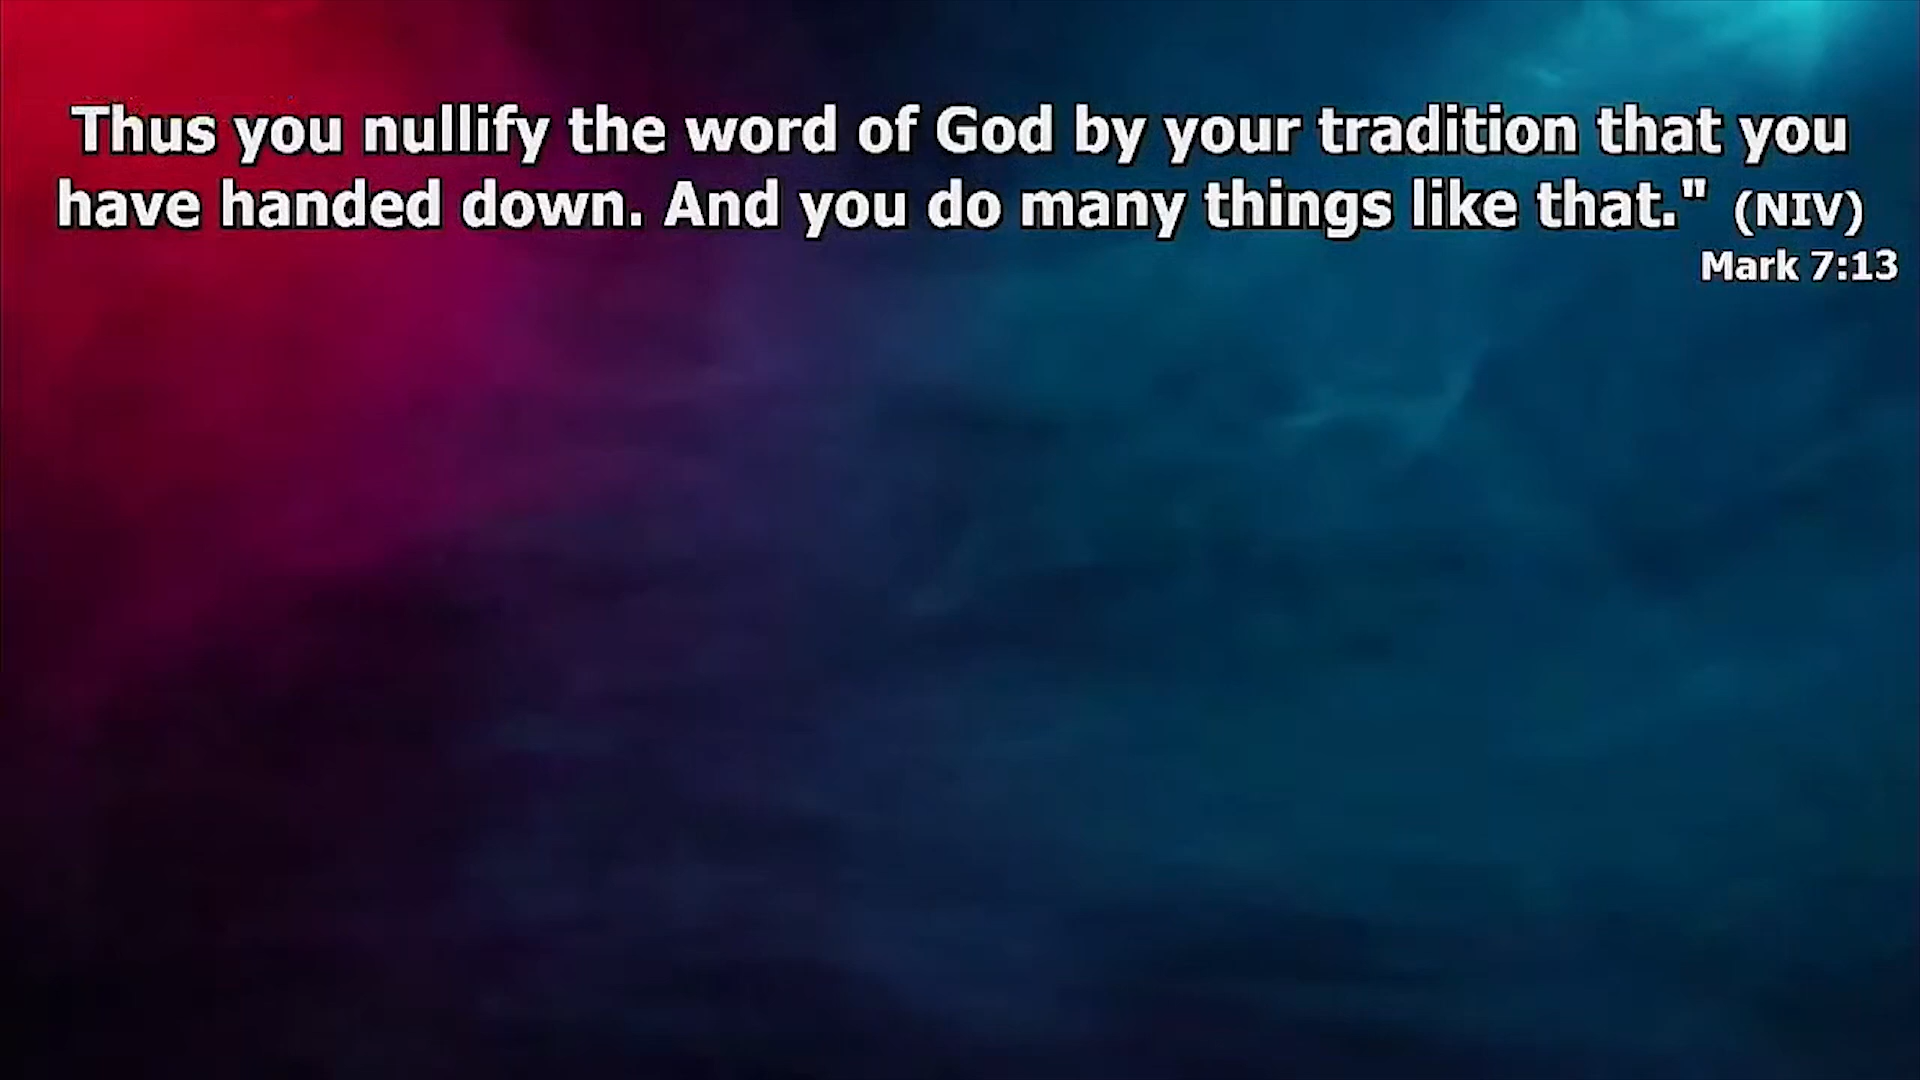 Thus you nullify the word of God by your tradition that you
have handed down. And you do many things like that." (NIV)
Mark 7:13